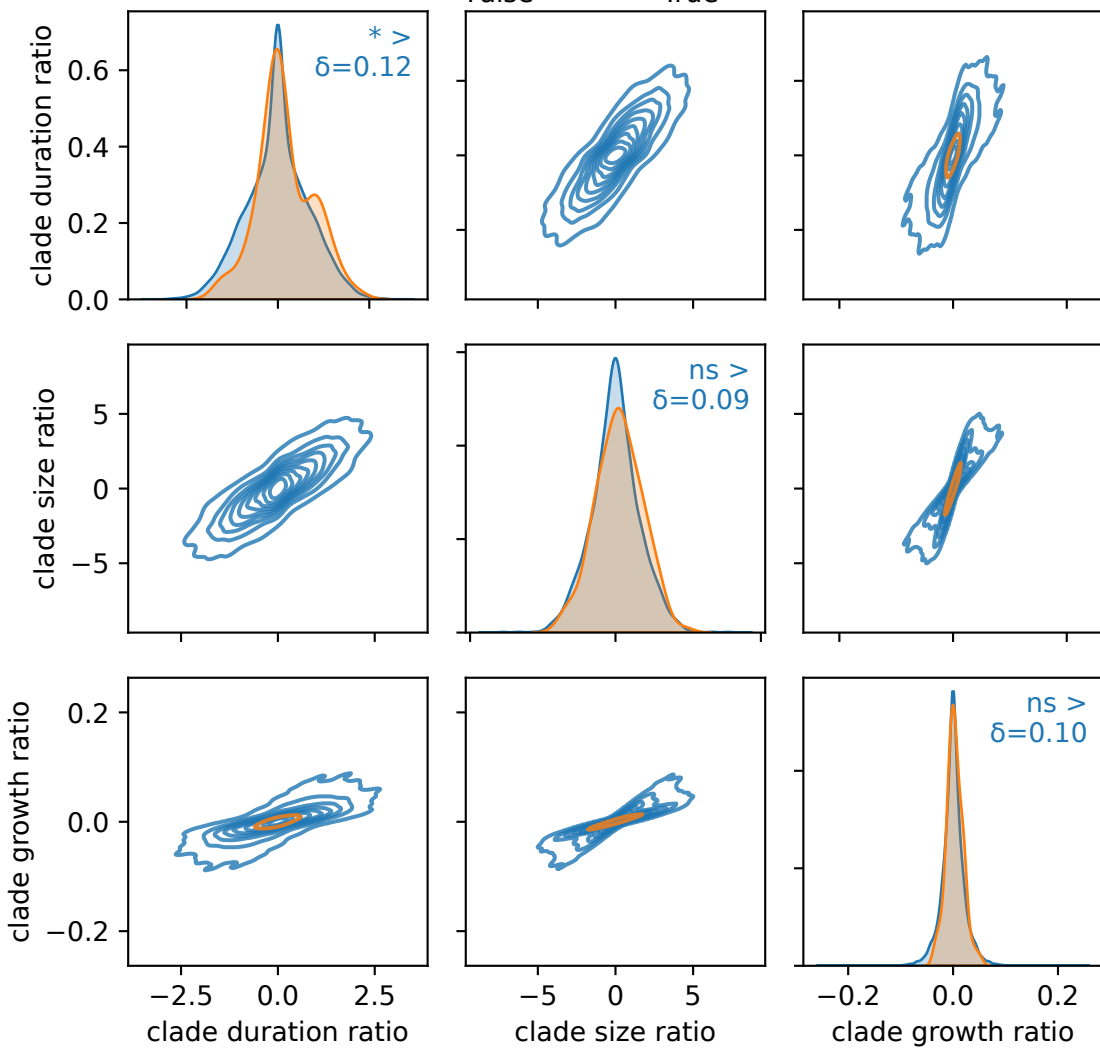 clade duration ratio
0.6
0.4
0.2
0.0
* >
δ=0.12
clade size ratio
5
0
−5
ns >
δ=0.09
clade growth ratio
0.2
0.0
−0.2
ns >
δ=0.10
−2.5 0.0 2.5
−5 0 5
−0.2 0.0 0.2
clade duration ratio
clade size ratio
clade growth ratio